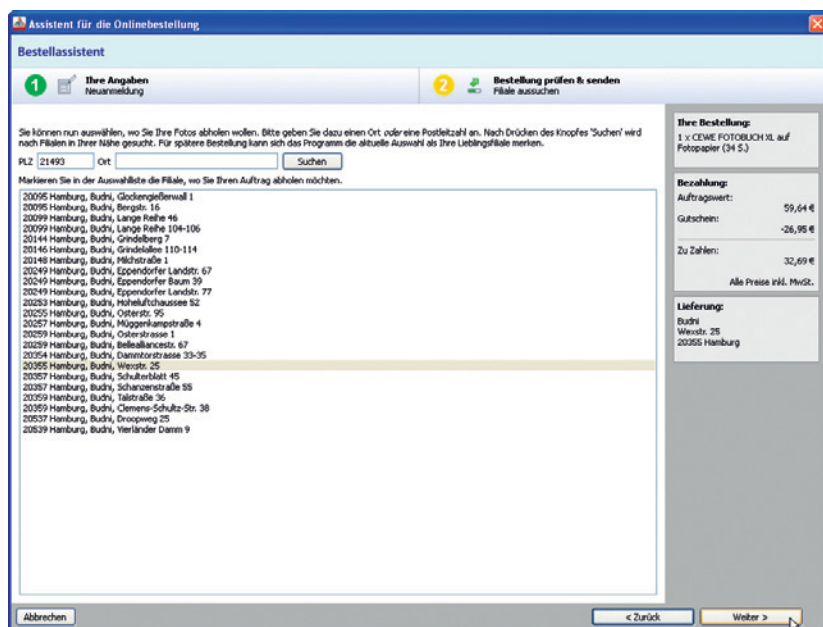 Assistent für die Onlinebestellung
Bestellassistent
1 Ihre Angaben
Neuanmeldung
2 Bestellung prüfen & senden
Filiale aussuchen
Sie können nun auswählen, wo Sie Ihre Fotos abholen wollen. Bitte geben Sie dazu einen Ort oder eine Postleitzahl an. Nach Drücken des Knopfes 'Suchen' wird
nach Filialen in Ihrer Nähe gesucht. Für spätere Bestellung kann sich das Programm die aktuelle Auswahl als Ihre Lieblingsfiliale merken.
PLZ 21493 Ort Suchen
Markieren Sie in der Auswahlliste die Filiale, wo Sie Ihren Auftrag abholen möchten.
20095 Hamburg, Budni, Glockengießerwall 1
20095 Hamburg, Budni, Bergstr. 16
20099 Hamburg, Budni, Lange Reihe 46
20099 Hamburg, Budni, Lange Reihe 104-106
20144 Hamburg, Budni, Grindelberg 7
20146 Hamburg, Budni, Grindelallee 110-114
20148 Hamburg, Budni, Milchstraße 1
20249 Hamburg, Budni, Eppendorfer Landstr. 67
20249 Hamburg, Budni, Eppendorfer Baum 39
20249 Hamburg, Budni, Eppendorfer Landstr. 77
20253 Hamburg, Budni, Hoheluftchaussee 52
20255 Hamburg, Budni, Osterstr. 95
20257 Hamburg, Budni, Müggenkampstraße 4
20259 Hamburg, Budni, Osterstrasse 1
20259 Hamburg, Budni, Bellealliancestr. 67
20354 Hamburg, Budni, Dammtorstrasse 33-35
20355 Hamburg, Budni, Wexstr. 25
20357 Hamburg, Budni, Schulterblatt 45
20357 Hamburg, Budni, Schanzenstraße 55
20359 Hamburg, Budni, Talstraße 36
20359 Hamburg, Budni, Clemens-Schultz-Str. 38
20537 Hamburg, Budni, Droopweg 25
20539 Hamburg, Budni, Vierländer Damm 9
Ihre Bestellung:
1 x CEWE FOTOBUCH XL auf
Fotopapier (34 S.)
Bezahlung:
Auftragswert:
59,64 €
Gutschein:
-26,95 €
Zu Zahlen:
32,69 €
Alle Preise inkl. MwSt.
Lieferung:
Budni
Wexstr. 25
20355 Hamburg
Abbrechen
< Zurück
Weiter >